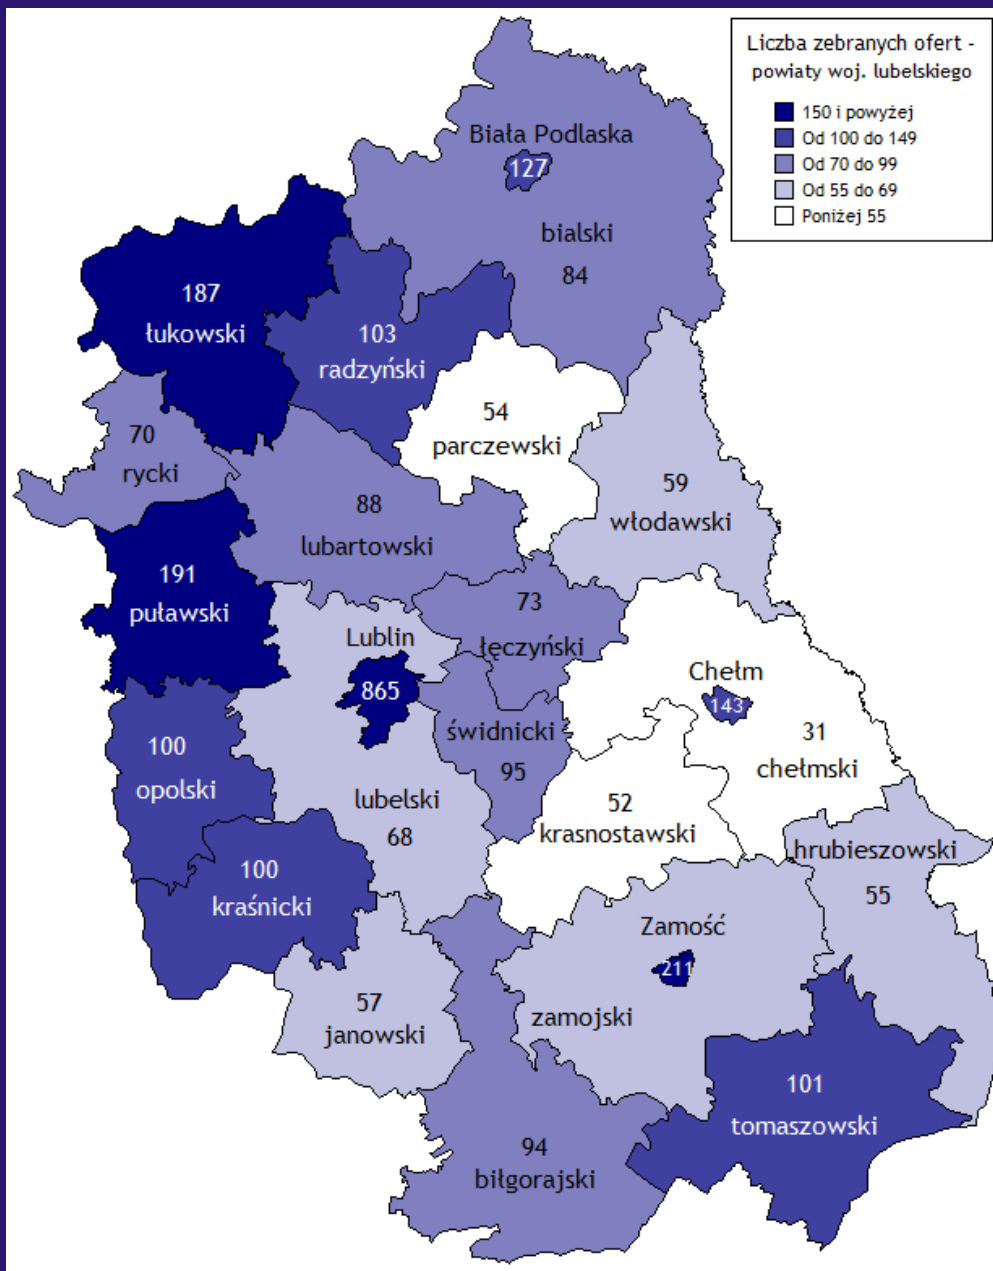 Liczba zebranych ofert -
powiaty woj. lubelskiego
150 i powyżej
Od 100 do 149
Od 70 do 99
Od 55 do 69
Poniżej 55
Biała Podlaska
127
bialski
84
187
łukowski
103
radzyński
54
parczewski
70
rycki
59
włodawski
88
lubartowski
191
puławski
73
łęczyński
Lublin
865
Chełm
143
31
chełmski
świdnicki
95
100
opolski
lubelski
68
52
krasnostawski
hrubieszowski
55
100
kraśnicki
Zamość
211
zamojski
57
janowski
101
tomaszowski
94
biłgorajski